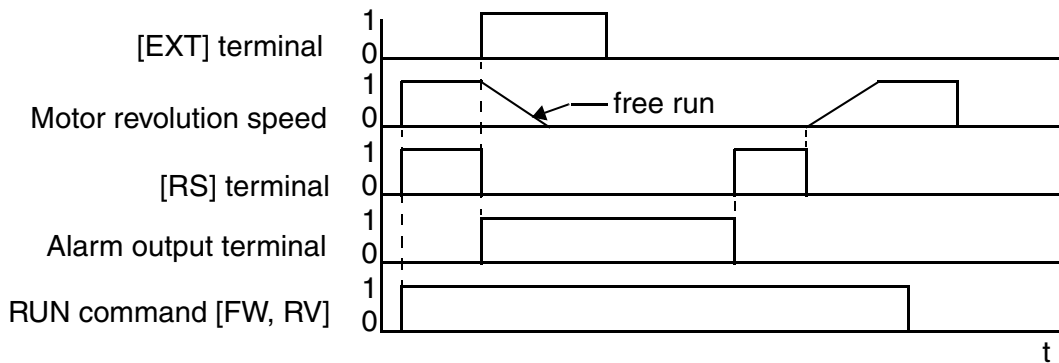 [EXT] terminal
1
0
Motor revolution speed
1
0
free run
[RS] terminal
1
0
Alarm output terminal
1
0
RUN command [FW, RV]
1
0
t